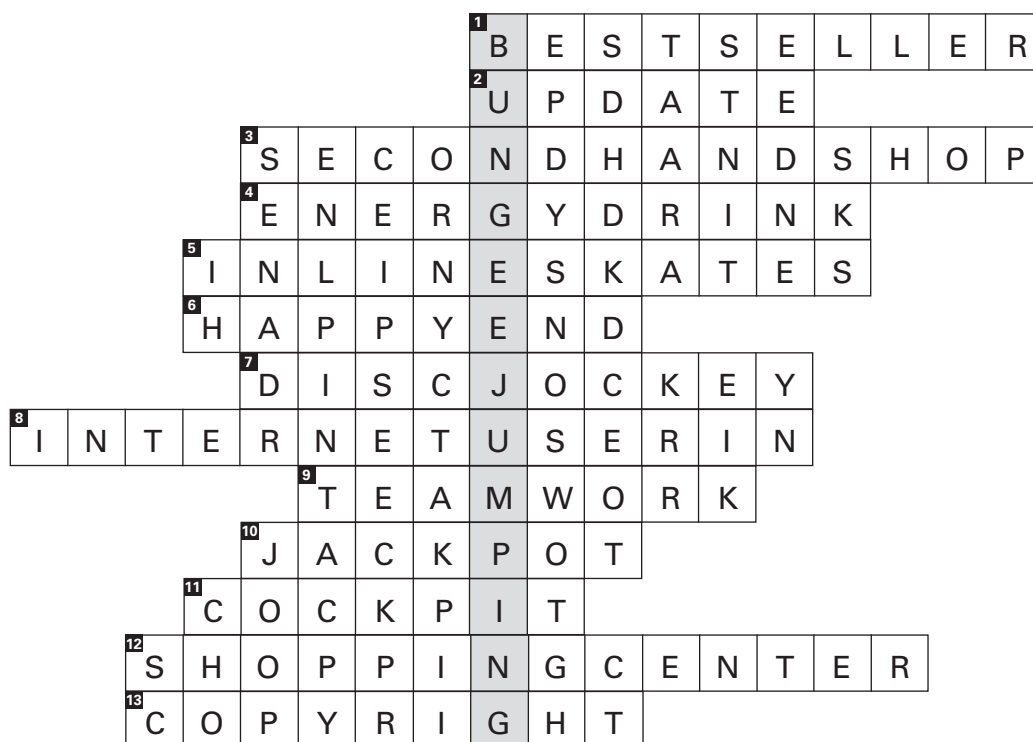 1 BESTSELLER
2 UPDATE
3 SECONDHANDSHOP
4 ENERGYDRINK
5 INLINESKATES
6 HAPPYEND
7 DISCJOCKEY
8 INTERNETUSERIN
9 TEAMWORK
10 JACKPOT
11 COCKPIT
12 SHOPPINGCENTER
13 COPYRIGHT